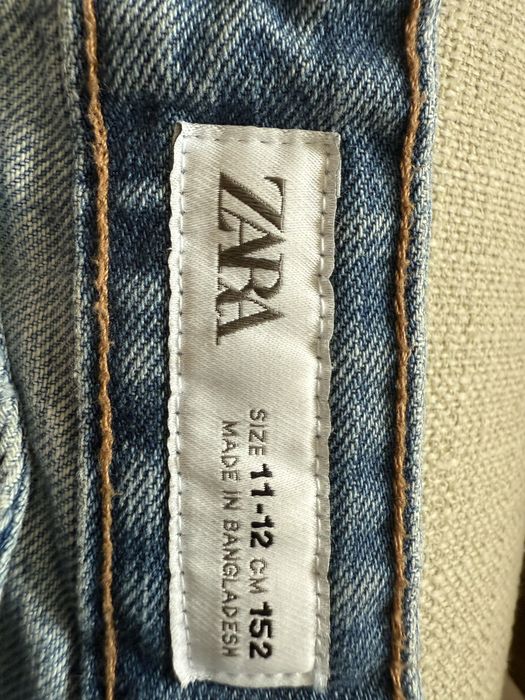 ZARA
SIZE 11-12 CM 152
MADE IN BANGLADESH